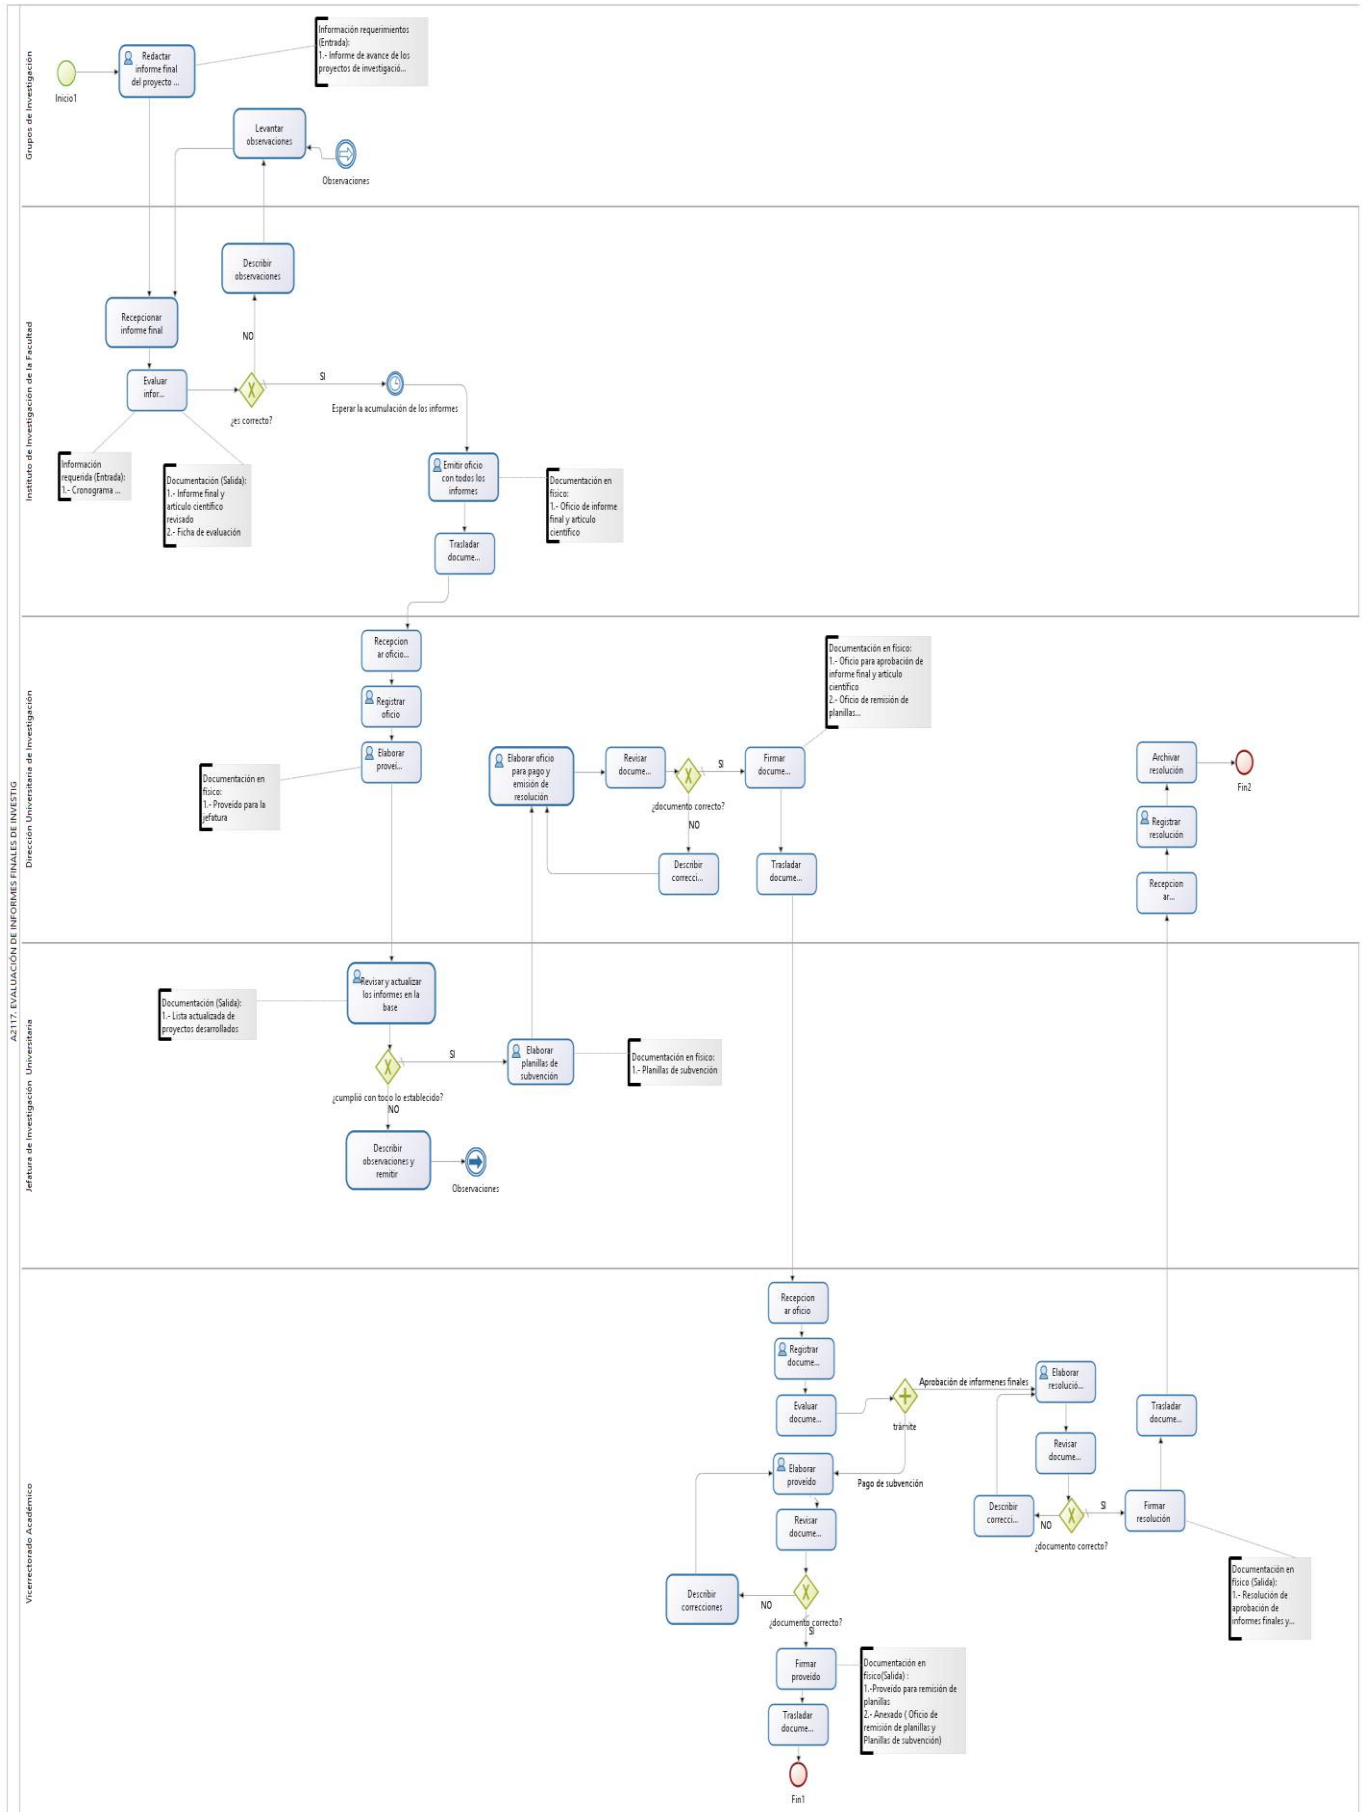 A2117. EVALUACIÓN DE INFORMES FINALES DE INVESTIG
Grupos de Investigación
Inicio1
Redactar
informe final
del proyecto ...
Información requerimientos
(Entrada):
1.- Informe de avance de los
proyectos de investigació...
Levantar
observaciones
Observaciones
Instituto de Investigación de la Facultad
Describir
observaciones
Recepcionar
informe final
NO
Evaluar
infor...
¿es correcto?
SI
Esperar la acumulación de los informes
Información
requerida (Entrada):
1.- Cronograma ...
Documentación (Salida):
1.- Informe final y
artículo científico
revisado
2.- Ficha de evaluación
Emitir oficio
con todos los
informes
Documentación en
físico:
1.- Oficio de informe
final y artículo
científico
Trasladar
docume...
Dirección Universitaria de Investigación
Recepcion
ar oficio...
Registrar
oficio
Elaborar
proveí...
Documentación en
físico:
1.- Proveído para la
jefatura
Elaborar oficio
para pago y
emisión de
resolución
Revisar
docume...
¿documento correcto?
SI
NO
Describir
correcci...
Firmar
docume...
Documentación en físico:
1.- Oficio para aprobación de
informe final y artículo
científico
2.- Oficio de remisión de
planillas...
Trasladar
docume...
Archivar
resolución
Fin2
Registrar
resolución
Recepcion
ar...
Jefatura de Investigación Universitaria
Revisar y actualizar
los informes en la
base
Documentación (Salida):
1.- Lista actualizada de
proyectos desarrollados
¿cumplió con todo lo establecido?
SI
NO
Elaborar
planillas de
subvención
Documentación en físico:
1.- Planillas de subvención
Describir
observaciones y
remitir
Observaciones
Vicerrectorado Académico
Recepcion
ar oficio
Registrar
docume...
Evaluar
docume...
trámite
Aprobación de informenes finales
Pago de subvención
Elaborar
resolució...
Revisar
docume...
¿documento correcto?
NO
SI
Describir
correcci...
Firmar
resolución
Trasladar
docume...
Documentación en
físico (Salida):
1.- Resolución de
aprobación de
informes finales y...
Elaborar
proveído
Revisar
docume...
¿documento correcto?
NO
SI
Describir
correcciones
Firmar
proveído
Documentación en
físico(Salida) :
1.-Proveído para remisión de
planillas
2.- Anexado ( Oficio de
remisión de planillas y
Planillas de subvención)
Trasladar
docume...
Fin1